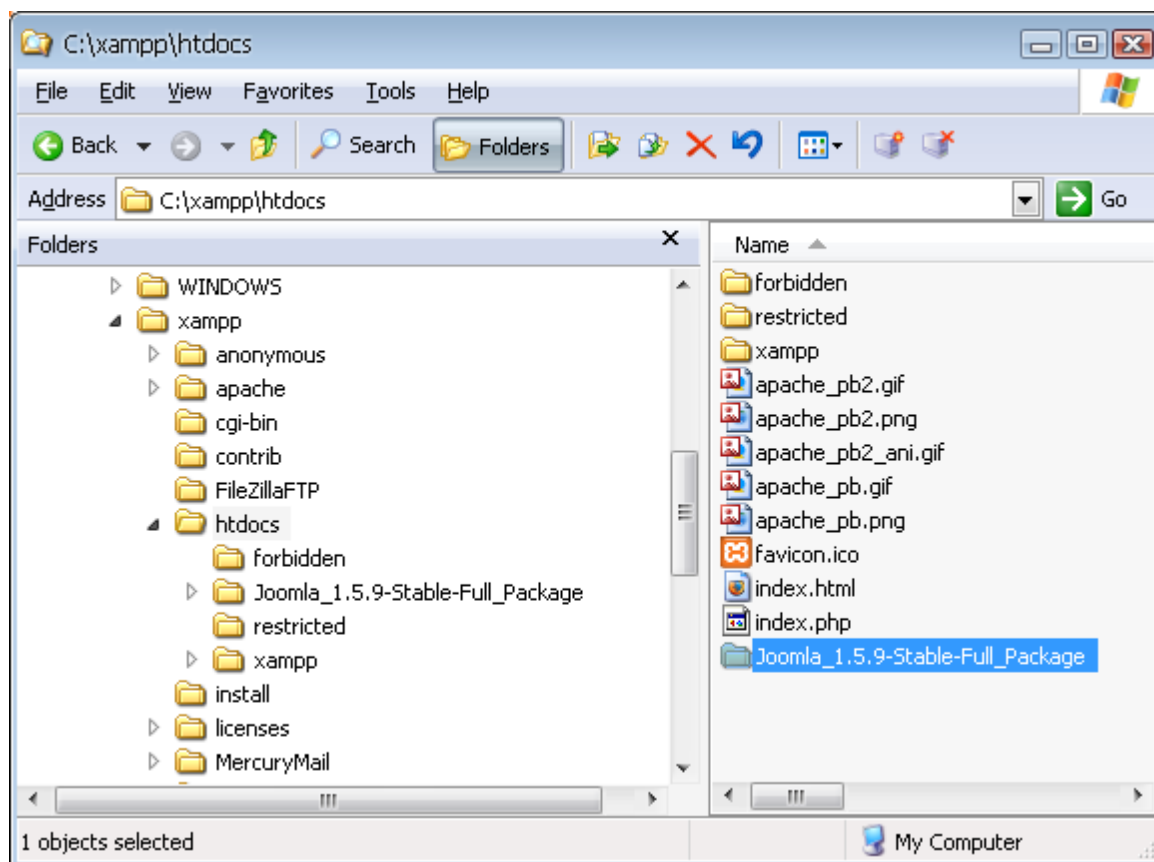 C:\xampp\htdocs
File Edit View Favorites Tools Help
Back Search Folders
Address C:\xampp\htdocs Go
Folders
WINDOWS
xampp
anonymous
apache
cgi-bin
contrib
FileZillaFTP
htdocs
forbidden
Joomla_1.5.9-Stable-Full_Package
restricted
xampp
install
licenses
MercuryMail
Name
forbidden
restricted
xampp
apache_pb2.gif
apache_pb2.png
apache_pb2_ani.gif
apache_pb.gif
apache_pb.png
favicon.ico
index.html
index.php
Joomla_1.5.9-Stable-Full_Package
1 objects selected My Computer